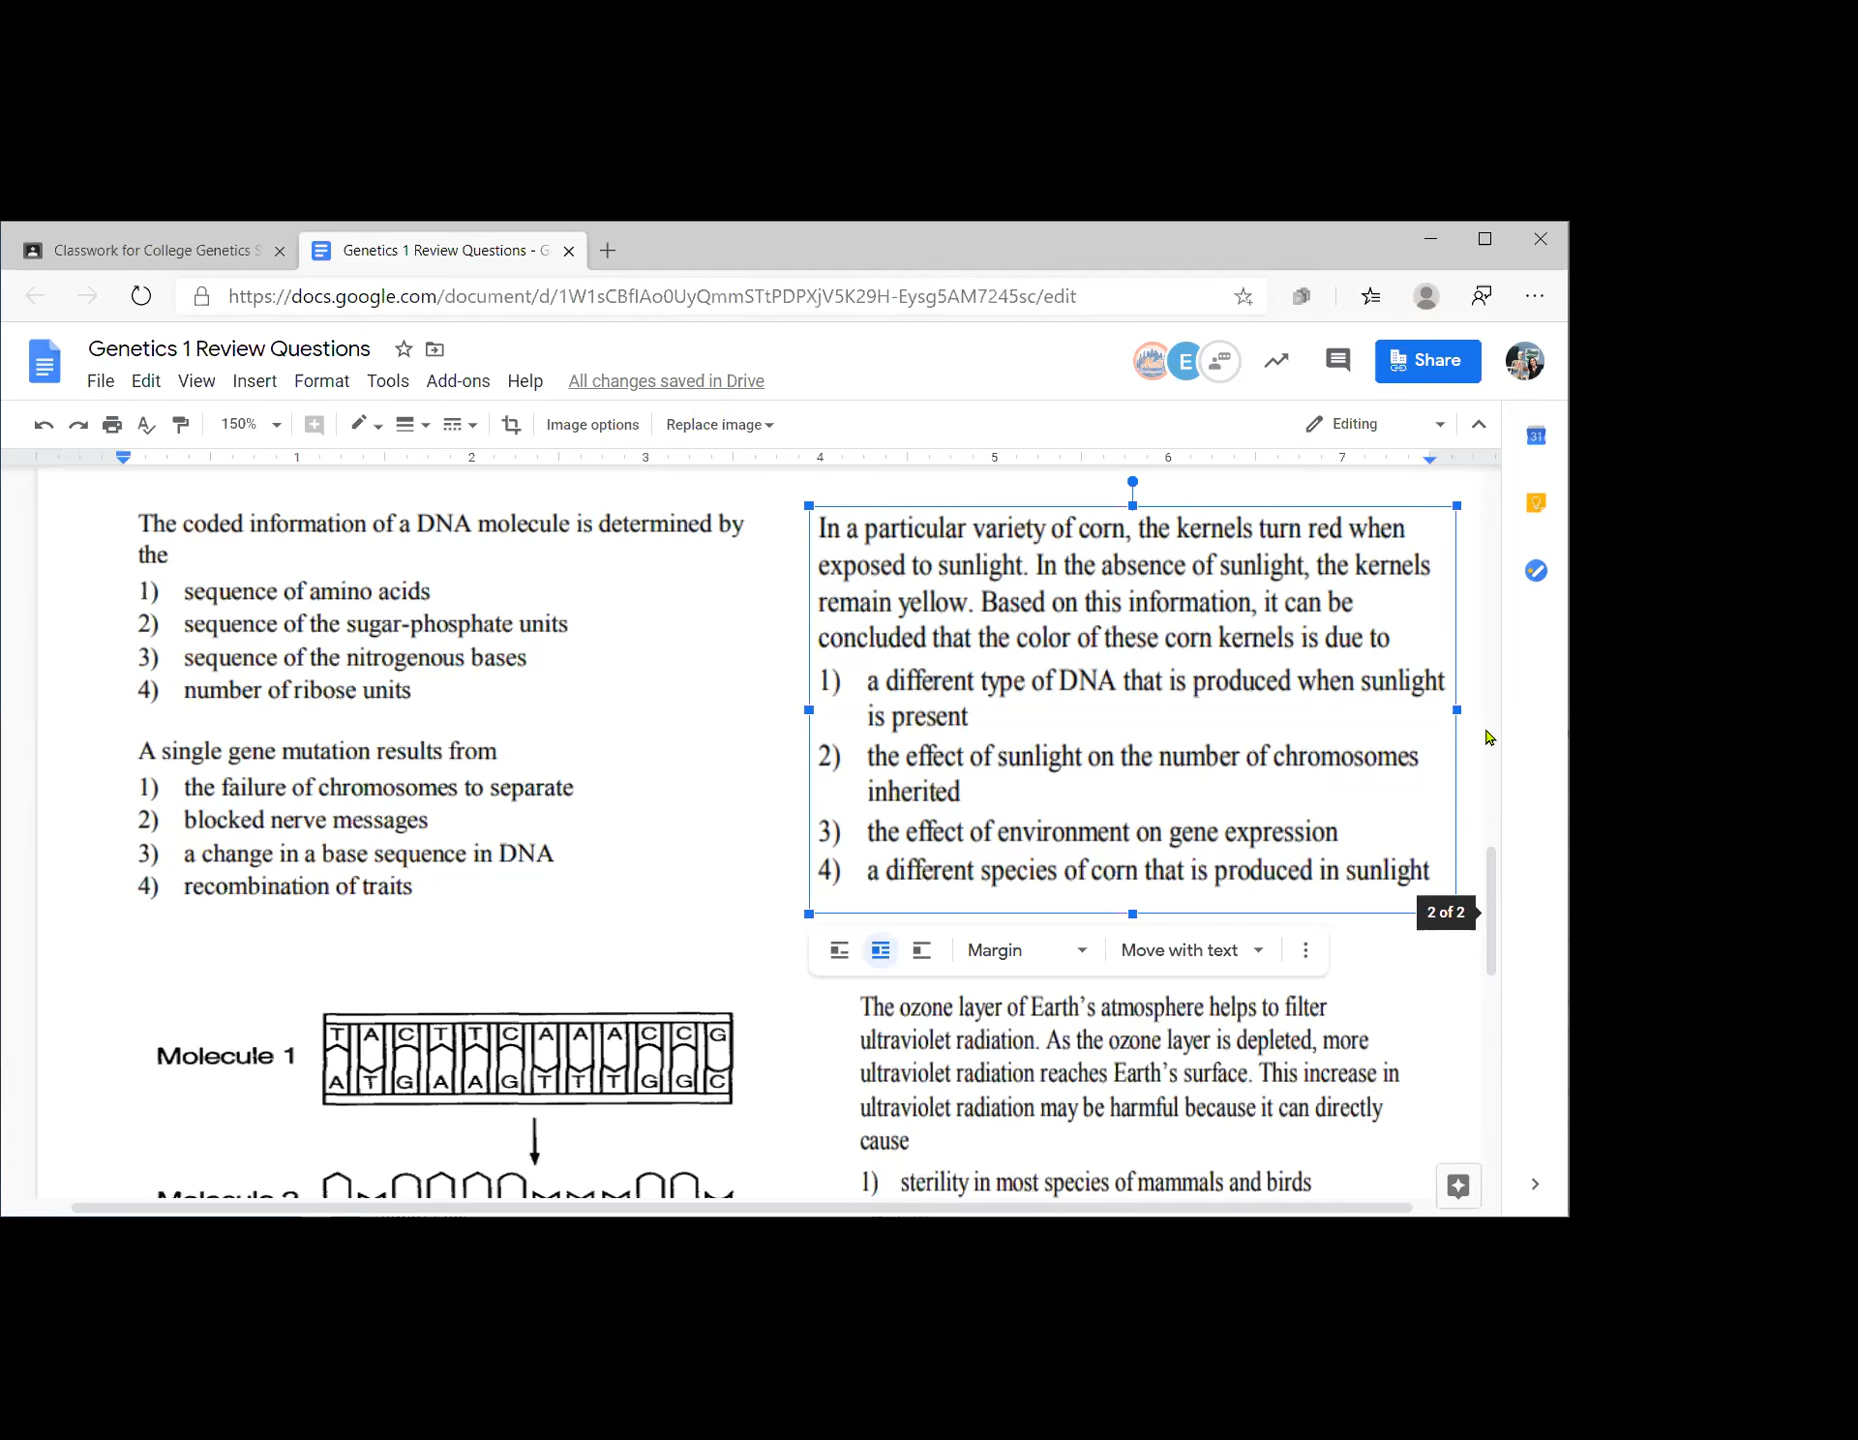 Classwork for College Genetics S
Genetics 1 Review Questions - G
https://docs.google.com/document/d/1W1sCBfIAo0UyQmmSTtPDPXjV5K29H-Eysg5AM7245sc/edit
Genetics 1 Review Questions
E
Share
File Edit View Insert Format Tools Add-ons Help All changes saved in Drive
150% Image options Replace image Editing
31
1 2 3 4 5 6 7
The coded information of a DNA molecule is determined by
the
1) sequence of amino acids
2) sequence of the sugar-phosphate units
3) sequence of the nitrogenous bases
4) number of ribose units
A single gene mutation results from
1) the failure of chromosomes to separate
2) blocked nerve messages
3) a change in a base sequence in DNA
4) recombination of traits
Molecule 1
T A C T T C A A A C C G
A T G A A G T T T G G C
In a particular variety of corn, the kernels turn red when
exposed to sunlight. In the absence of sunlight, the kernels
remain yellow. Based on this information, it can be
concluded that the color of these corn kernels is due to
1) a different type of DNA that is produced when sunlight
is present
2) the effect of sunlight on the number of chromosomes
inherited
3) the effect of environment on gene expression
4) a different species of corn that is produced in sunlight
2 of 2
Margin Move with text
The ozone layer of Earth's atmosphere helps to filter
ultraviolet radiation. As the ozone layer is depleted, more
ultraviolet radiation reaches Earth's surface. This increase in
ultraviolet radiation may be harmful because it can directly
cause
1) sterility in most species of mammals and birds